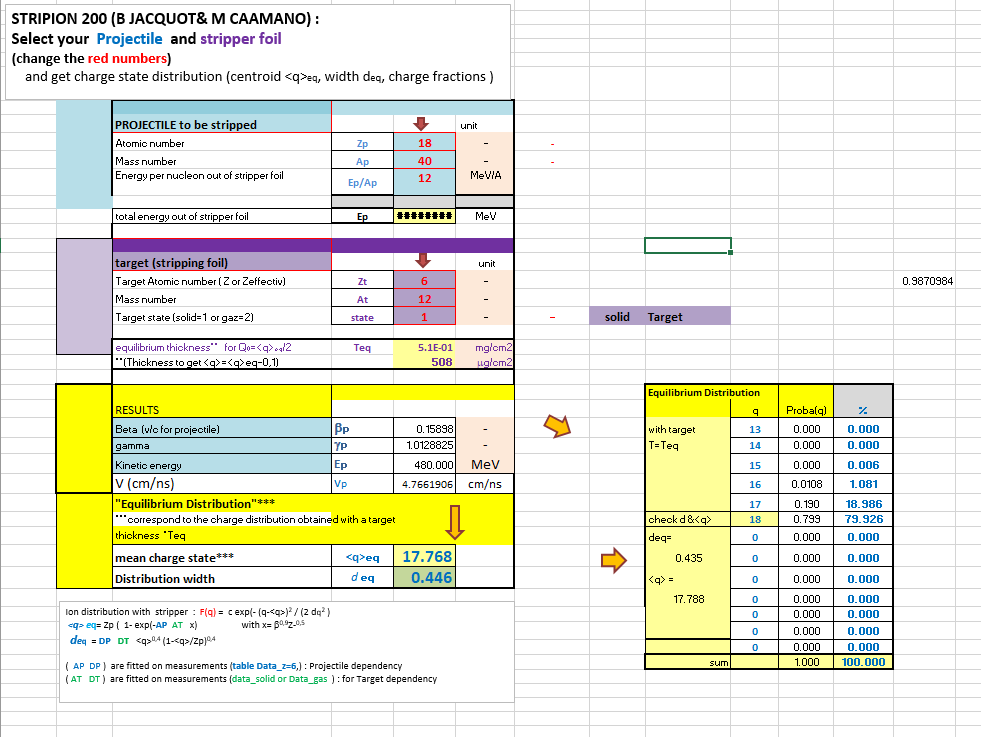 STRIPION 200 (B JACQUOT& M CAAMANO) :
Select your Projectile and stripper foil
(change the red numbers)
and get charge state distribution (centroid <q>eq, width deq, charge fractions )
PROJECTILE to be stripped unit
Atomic number Zp 18 - -
Mass number Ap 40 - -
Energy per nucleon out of stripper foil Ep/Ap 12 MeV/A
total energy out of stripper foil Ep ######## MeV
target (stripping foil) unit
Target Atomic number ( Z or Zeffectiv) Zt 6 - 0.9870984
Mass number At 12 -
Target state (solid=1 or gaz=2) state 1 - - solid Target
equilibrium thickness** for Q0=<q>eq/2 Teq 5.1E-01 mg/cm2
**(Thickness to get <q>=<q>eq-0,1) 508 µg/cm2
RESULTS
Beta (v/c for projectile) βp 0.15898 -
gamma γp 1.0128825 -
Kinetic energy Ep 480.000 MeV
V (cm/ns) Vp 4.7661906 cm/ns
"Equilibrium Distribution"***
***correspond to the charge distribution obtained with a target
thickness *Teq
mean charge state*** <q>eq 17.768
Distribution width d eq 0.446
Equilibrium Distribution
q Proba(q) %
with target 13 0.000 0.000
T=Teq 14 0.000 0.000
15 0.000 0.006
16 0.0108 1.081
17 0.190 18.986
check d &<q> 18 0.799 79.926
deq= 0 0.000 0.000
0.435 0 0.000 0.000
<q> = 0 0.000 0.000
17.788 0 0.000 0.000
0 0.000 0.000
0 0.000 0.000
0 0.000 0.000
sum 1.000 100.000
Ion distribution with stripper : F(q) = c exp(- (q-<q>)² / (2 dq² )
<q> eq= Zp ( 1- exp(-AP AT x) with x= β⁰·⁹Z⁻⁰·⁵
deq = DP DT <q>⁰·⁴ (1-<q>/Zp)⁰·⁴
( AP DP ) are fitted on measurements (table Data_z=6,) : Projectile dependency
( AT DT ) are fitted on measurements (data_solid or Data_gas ) : for Target dependency